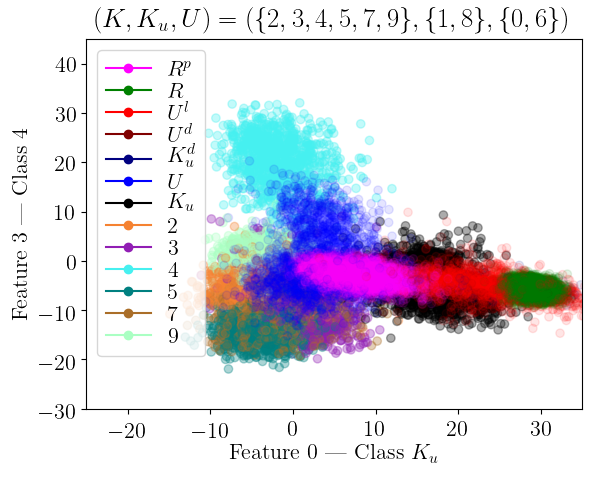 (K, K_u, U) = ({2, 3, 4, 5, 7, 9}, {1, 8}, {0, 6})
Feature 3 — Class 4
40
30
20
10
0
−10
−20
−30
R^p
R
U^l
U^d
K_u^d
U
K_u
2
3
4
5
7
9
−20 −10 0 10 20 30
Feature 0 — Class K_u